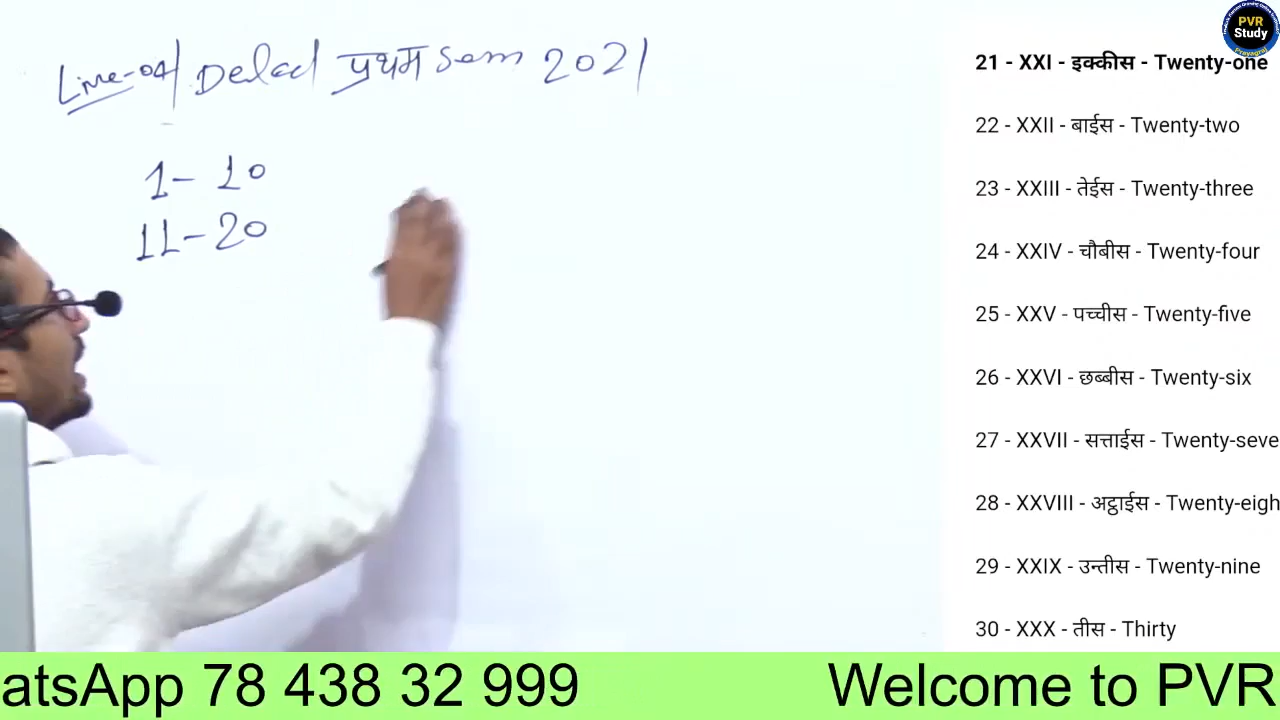 Live-04 Deled प्रथम Sem 2021
1- 10
11-20
PVR
Study
Prayagraj
21 - XXI - इक्कीस - Twenty-one
22 - XXII - बाईस - Twenty-two
23 - XXIII - तेईस - Twenty-three
24 - XXIV - चौबीस - Twenty-four
25 - XXV - पच्चीस - Twenty-five
26 - XXVI - छब्बीस - Twenty-six
27 - XXVII - सत्ताईस - Twenty-seve
28 - XXVIII - अट्ठाईस - Twenty-eigh
29 - XXIX - उन्तीस - Twenty-nine
30 - XXX - तीस - Thirty
atsApp 78 438 32 999 Welcome to PVR